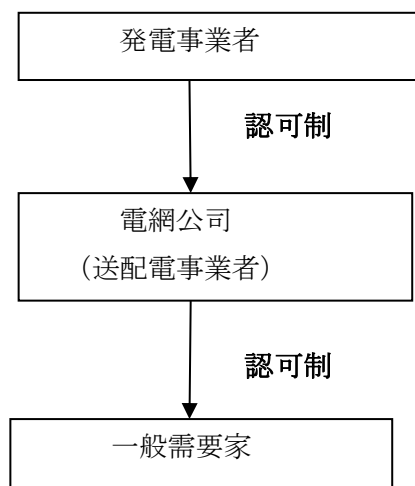 発電事業者
認可制
電網公司
（送配電事業者）
認可制
一般需要家